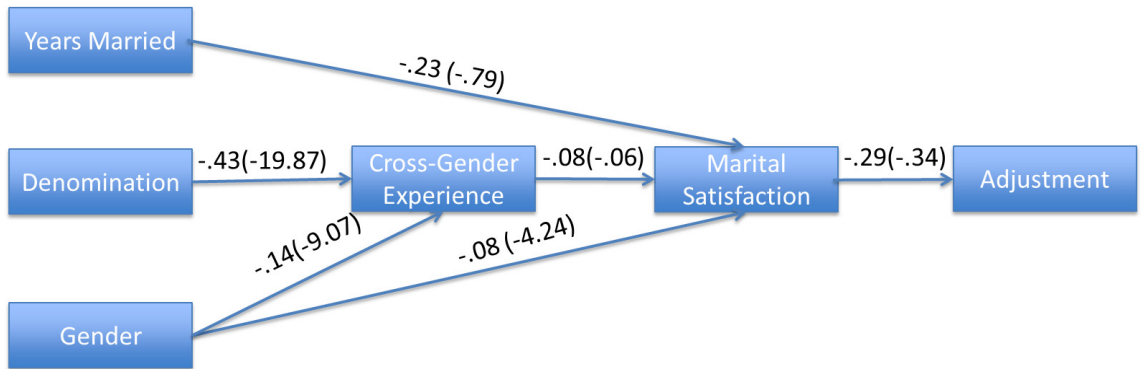 Years Married
-.23 (-.79)
Denomination
-.43(-19.87)
Cross-Gender
Experience
-.08(-.06)
Marital
Satisfaction
-.29(-.34)
Adjustment
-.14(-9.07)
-.08 (-4.24)
Gender